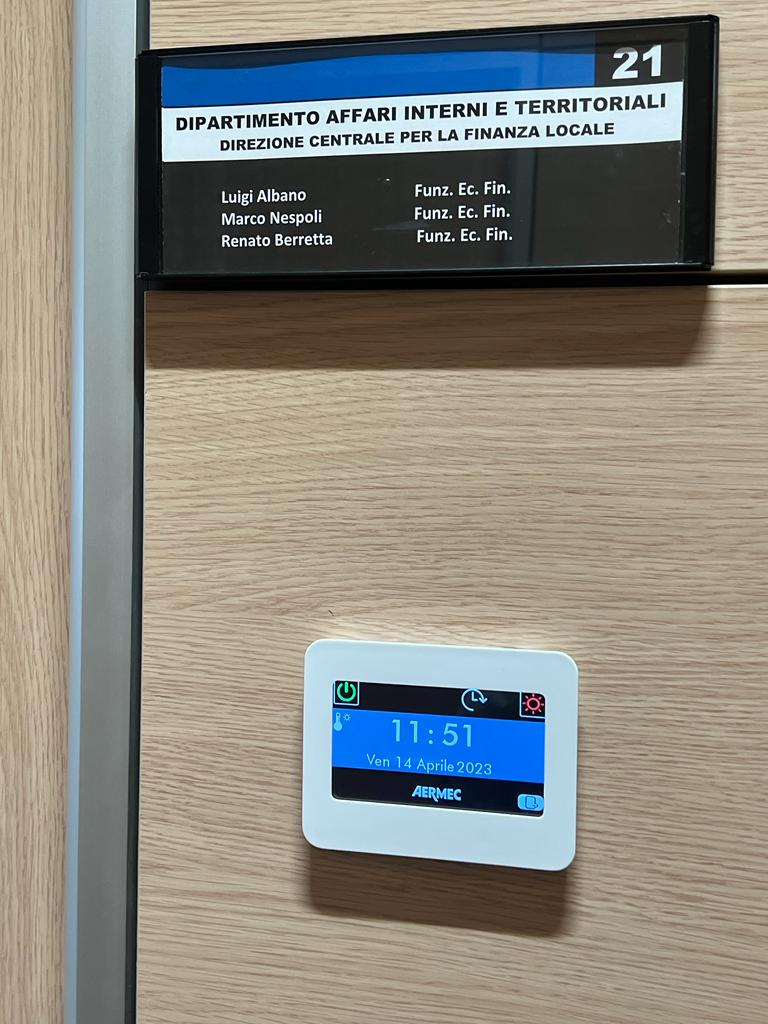 21
DIPARTIMENTO AFFARI INTERNI E TERRITORIALI
DIREZIONE CENTRALE PER LA FINANZA LOCALE
Luigi Albano Funz. Ec. Fin.
Marco Nespoli Funz. Ec. Fin.
Renato Berretta Funz. Ec. Fin.
11:51
Ven 14 Aprile 2023
AERMEC